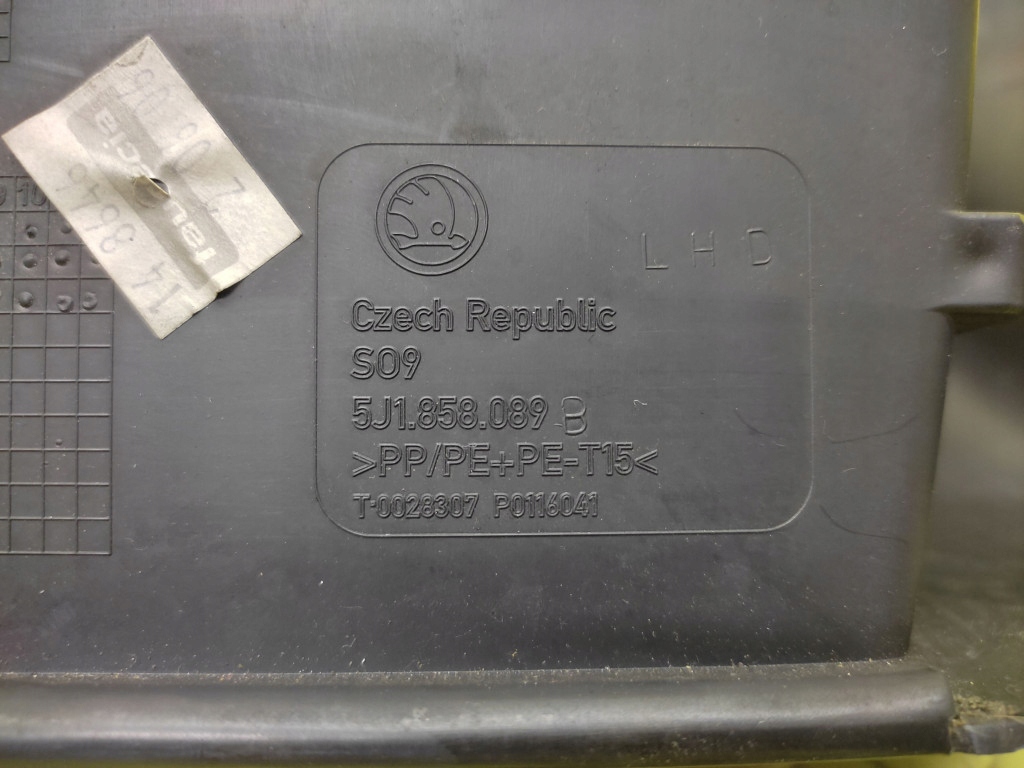 LHD
Czech Republic
S09
5J1.858.089 B
>PP/PE+PE-T15<
T·0028307 P0116041